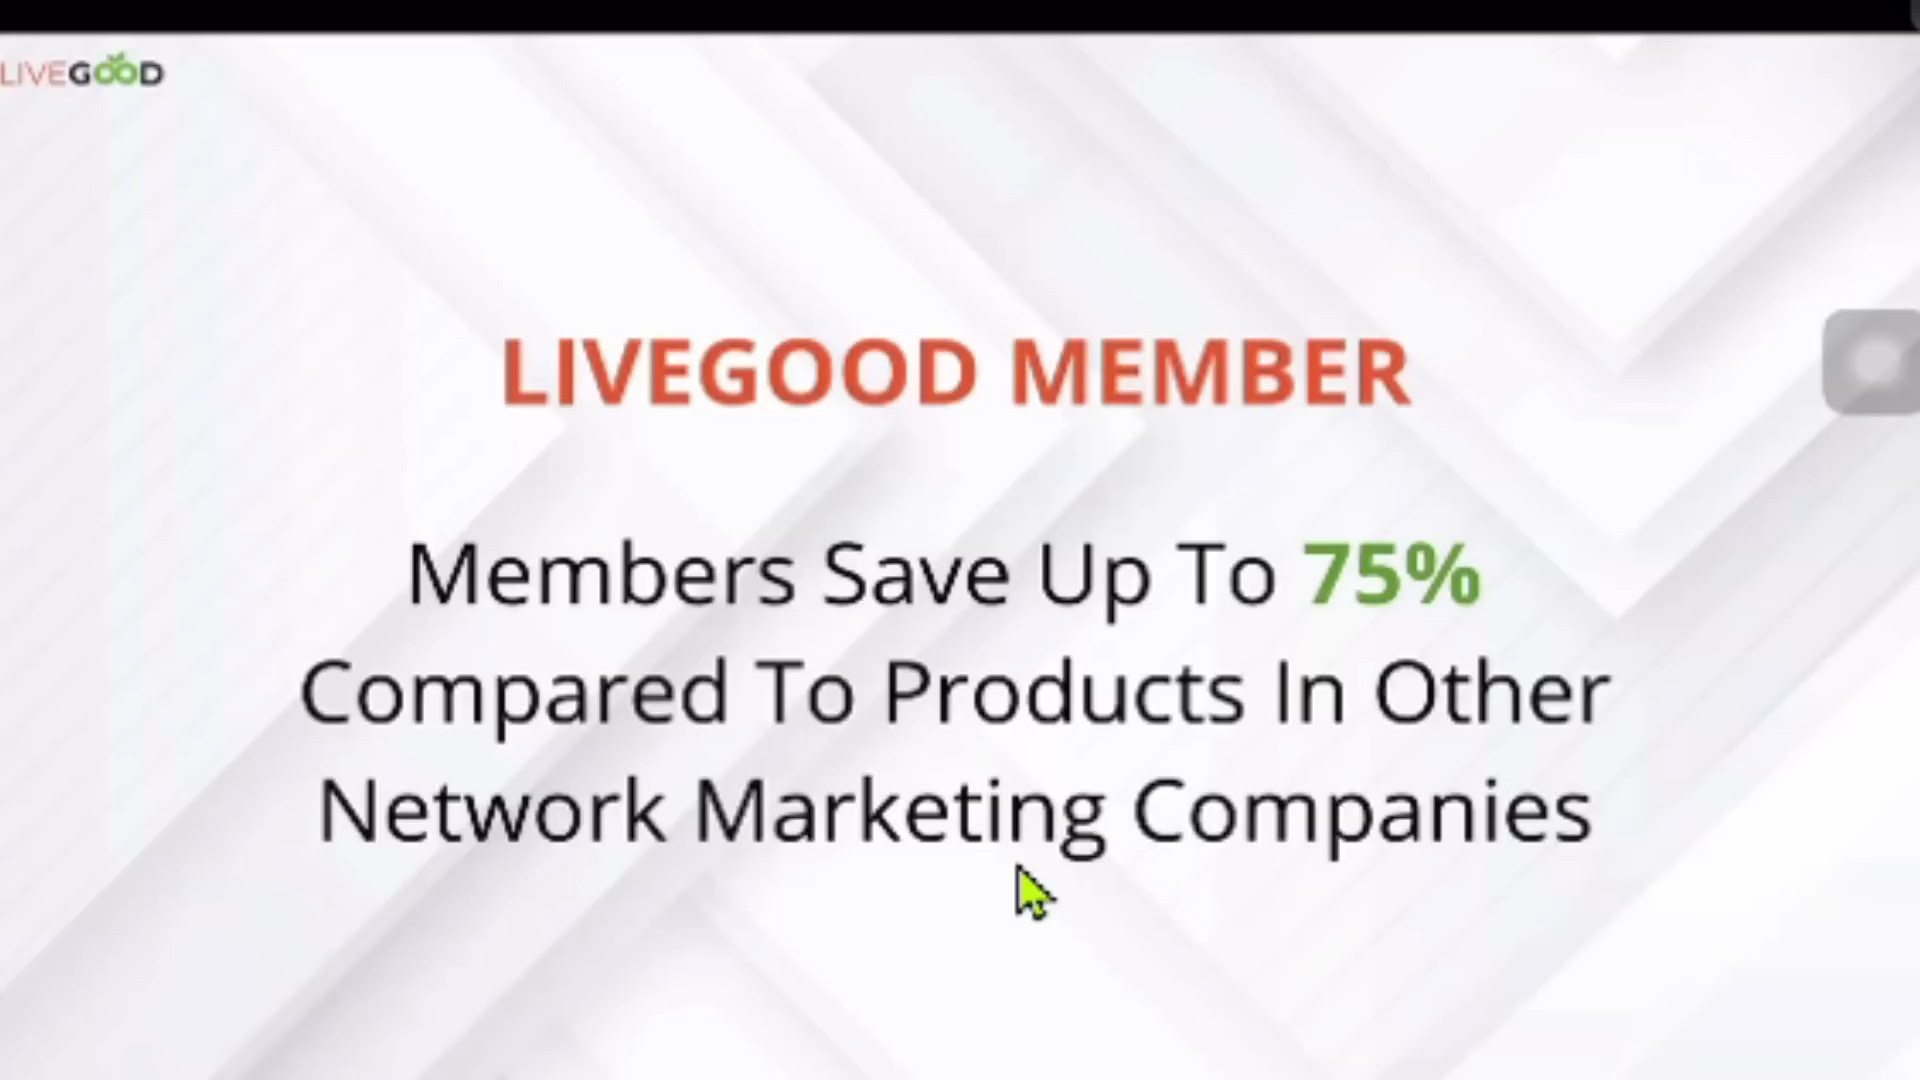 LIVEGOOD
LIVEGOOD MEMBER
Members Save Up To 75%
Compared To Products In Other
Network Marketing Companies